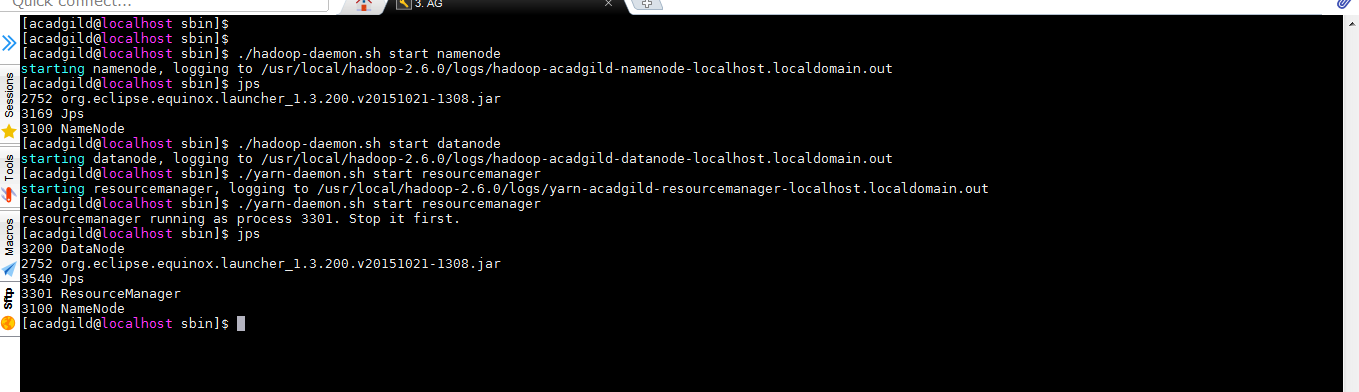 Quick connect...
3. AG
[acadgild@localhost sbin]$
[acadgild@localhost sbin]$
[acadgild@localhost sbin]$ ./hadoop-daemon.sh start namenode
starting namenode, logging to /usr/local/hadoop-2.6.0/logs/hadoop-acadgild-namenode-localhost.localdomain.out
[acadgild@localhost sbin]$ jps
2752 org.eclipse.equinox.launcher_1.3.200.v20151021-1308.jar
3169 Jps
3100 NameNode
[acadgild@localhost sbin]$ ./hadoop-daemon.sh start datanode
starting datanode, logging to /usr/local/hadoop-2.6.0/logs/hadoop-acadgild-datanode-localhost.localdomain.out
[acadgild@localhost sbin]$ ./yarn-daemon.sh start resourcemanager
starting resourcemanager, logging to /usr/local/hadoop-2.6.0/logs/yarn-acadgild-resourcemanager-localhost.localdomain.out
[acadgild@localhost sbin]$ ./yarn-daemon.sh start resourcemanager
resourcemanager running as process 3301. Stop it first.
[acadgild@localhost sbin]$ jps
3200 DataNode
2752 org.eclipse.equinox.launcher_1.3.200.v20151021-1308.jar
3540 Jps
3301 ResourceManager
3100 NameNode
[acadgild@localhost sbin]$
Sessions
Tools
Macros
Sftp